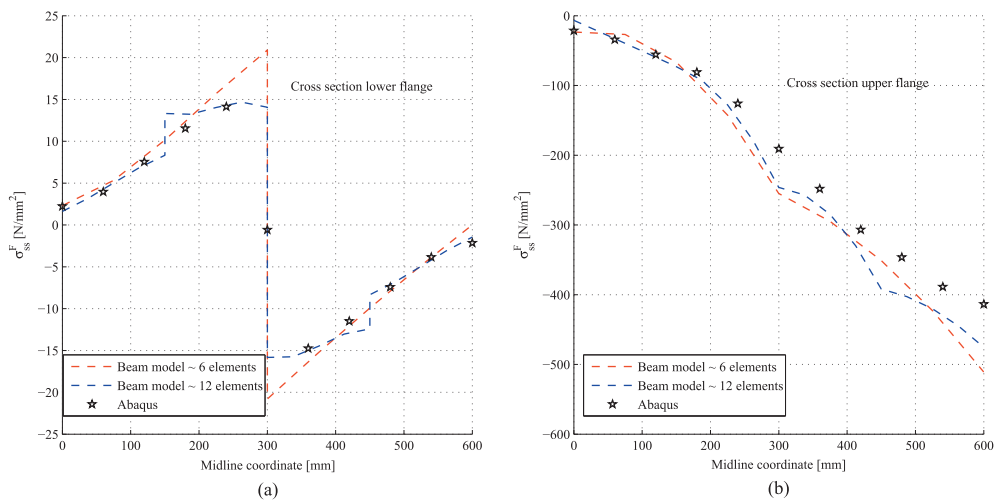 25
20
15
10
5
0
−5
−10
−15
−20
−25
σ^F_ss [N/mm²]
Cross section lower flange
Beam model ~ 6 elements
Beam model ~ 12 elements
Abaqus
0 100 200 300 400 500 600
Midline coordinate [mm]
(a)
0
−100
−200
−300
−400
−500
−600
σ^F_ss [N/mm²]
Cross section upper flange
Beam model ~ 6 elements
Beam model ~ 12 elements
Abaqus
0 100 200 300 400 500 600
Midline coordinate [mm]
(b)